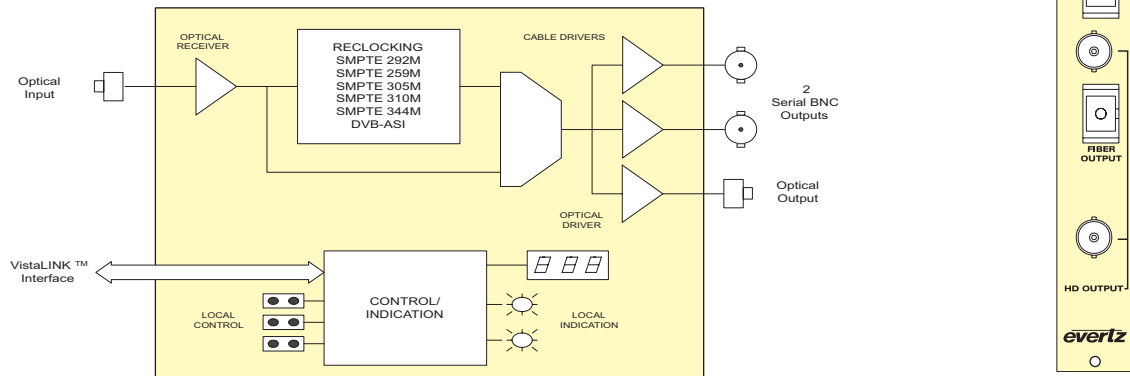 OPTICAL
RECEIVER
Optical
Input
RECLOCKING
SMPTE 292M
SMPTE 259M
SMPTE 305M
SMPTE 310M
SMPTE 344M
DVB-ASI
CABLE DRIVERS
2
Serial BNC
Outputs
OPTICAL
DRIVER
Optical
Output
VistaLINK ™
Interface
LOCAL
CONTROL
CONTROL/
INDICATION
LOCAL
INDICATION
FIBER
OUTPUT
HD OUTPUT
evertz